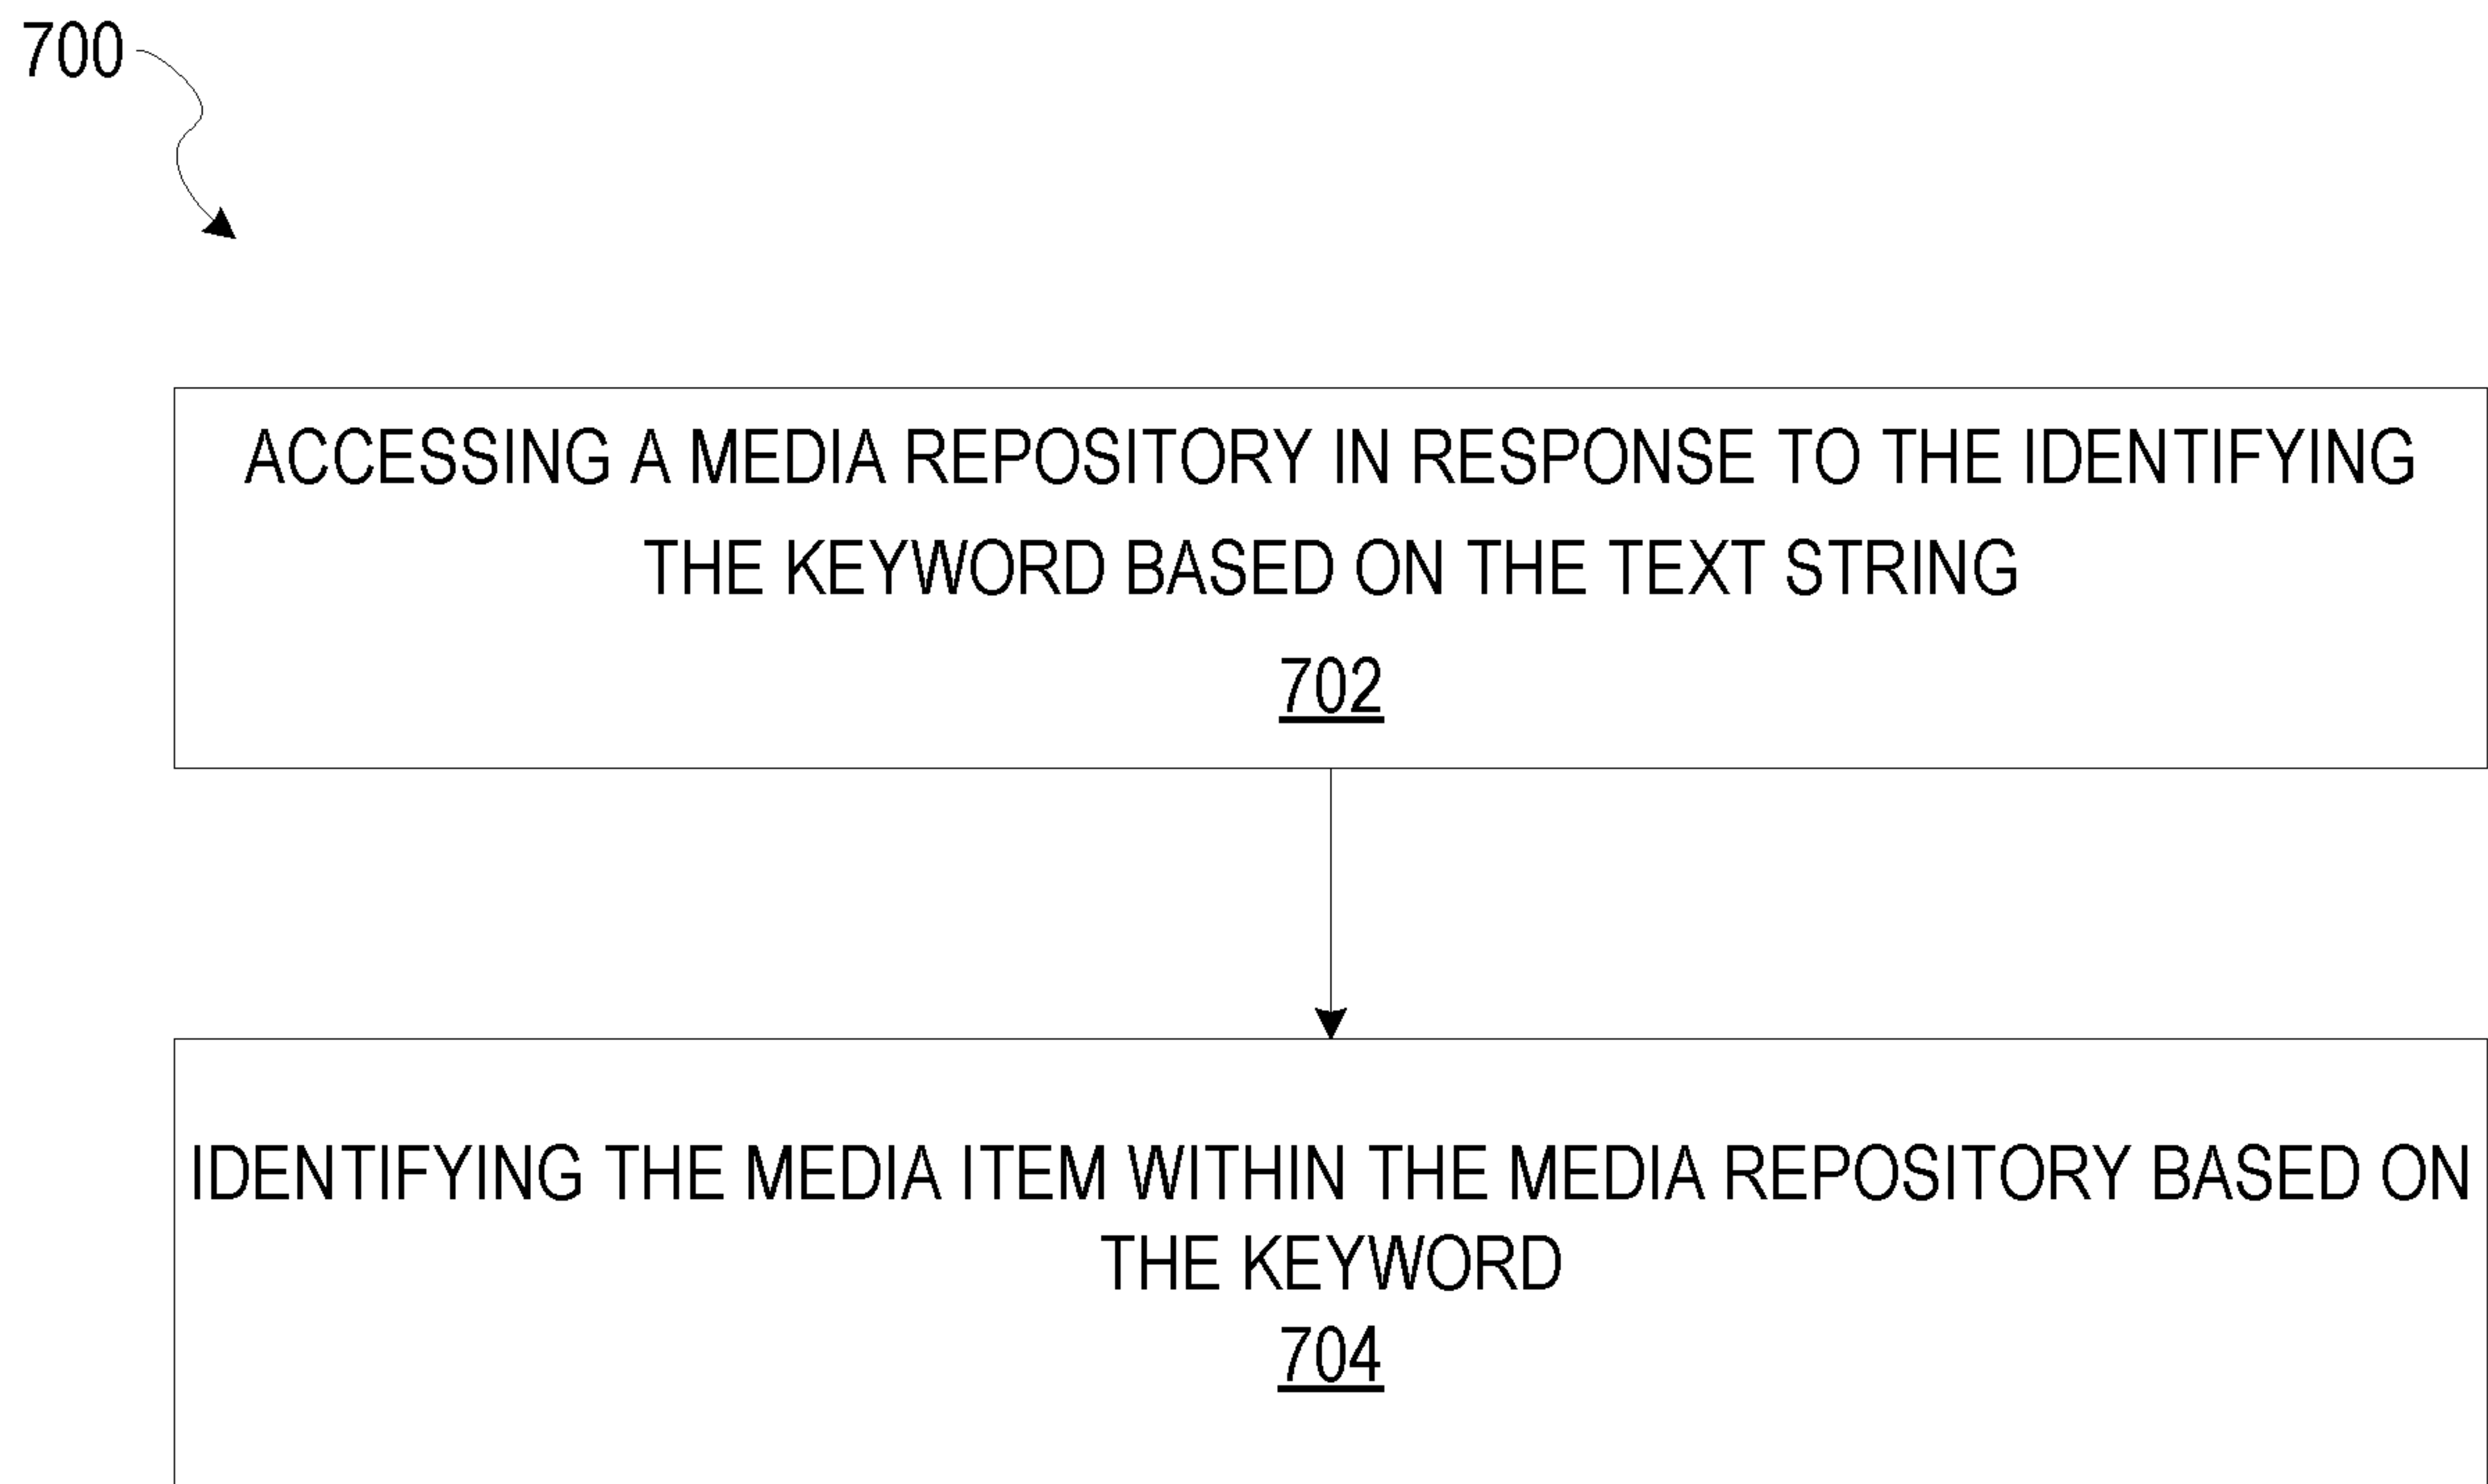 700
ACCESSING A MEDIA REPOSITORY IN RESPONSE TO THE IDENTIFYING
THE KEYWORD BASED ON THE TEXT STRING
702
IDENTIFYING THE MEDIA ITEM WITHIN THE MEDIA REPOSITORY BASED ON
THE KEYWORD
704